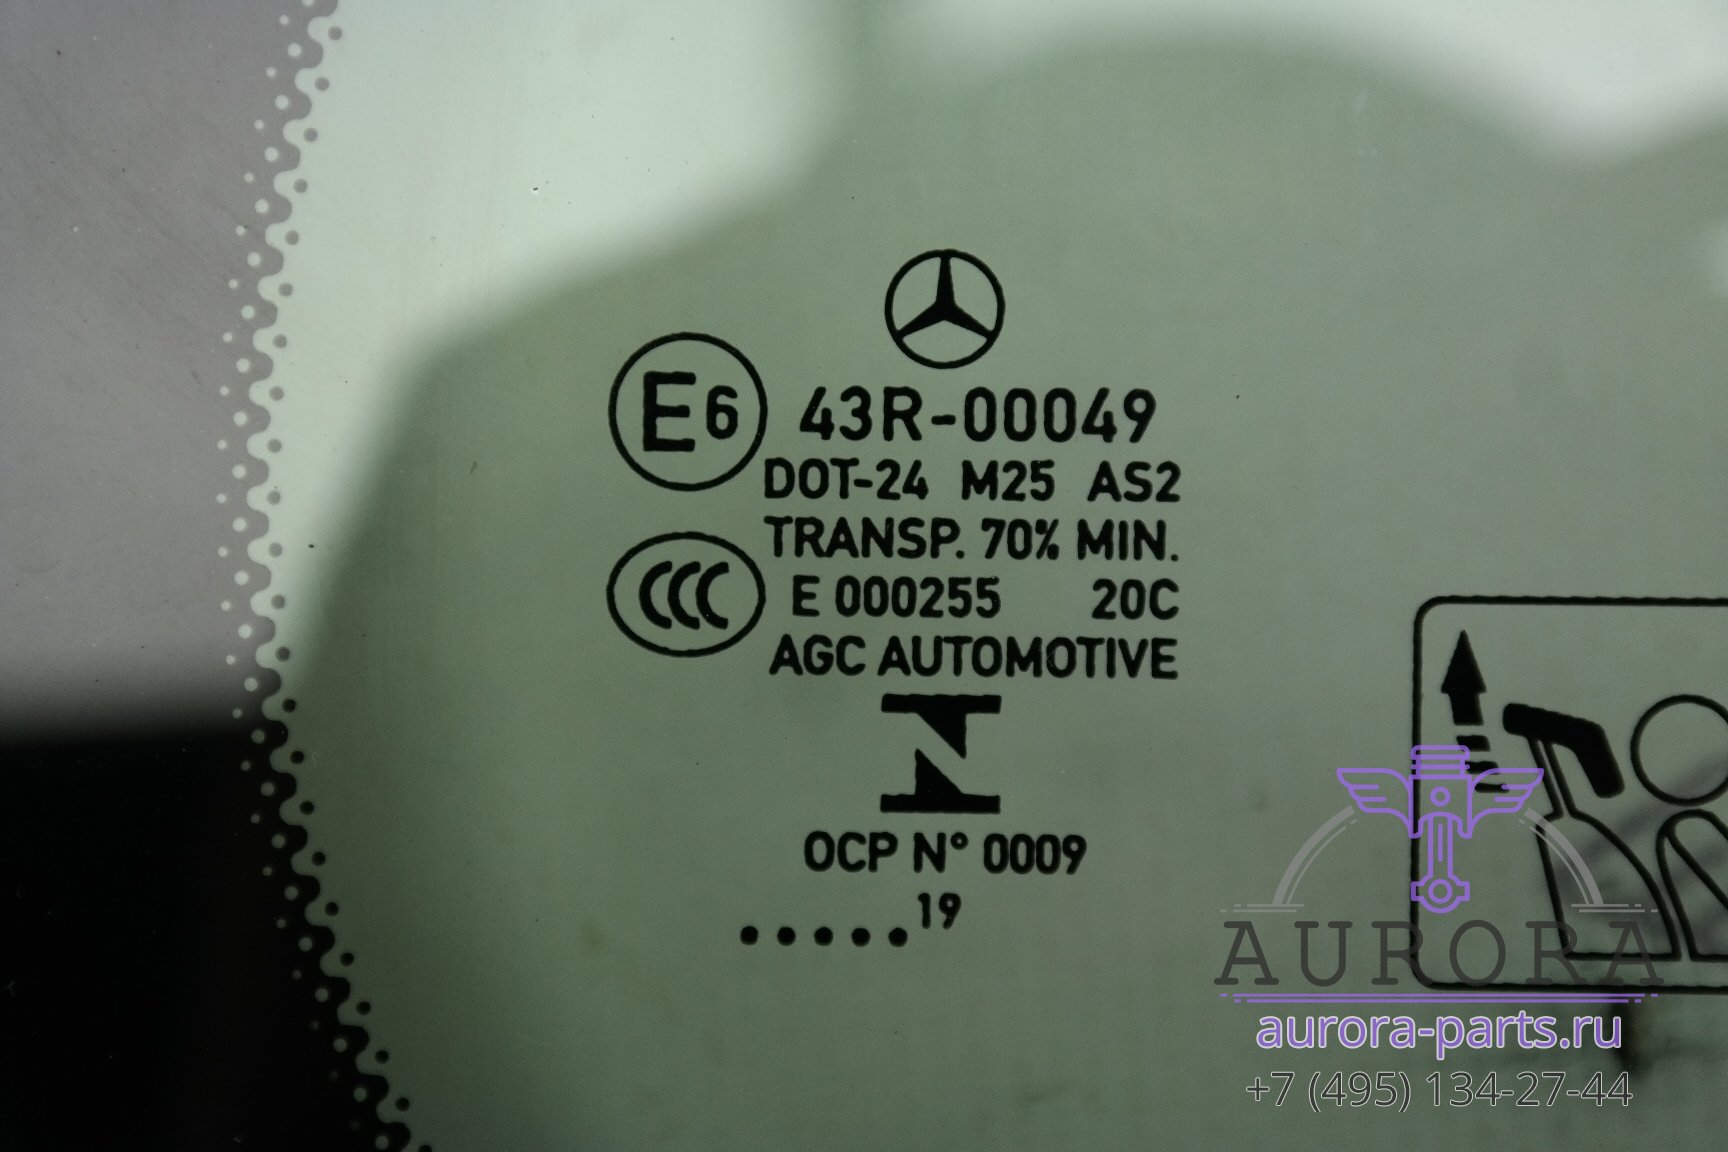 E6 43R-00049
DOT-24 M25 AS2
TRANSP. 70% MIN.
CCC
E 000255 20C
AGC AUTOMOTIVE
OCP N° 0009
.....19
AURORA
aurora-parts.ru
+7 (495) 134-27-44